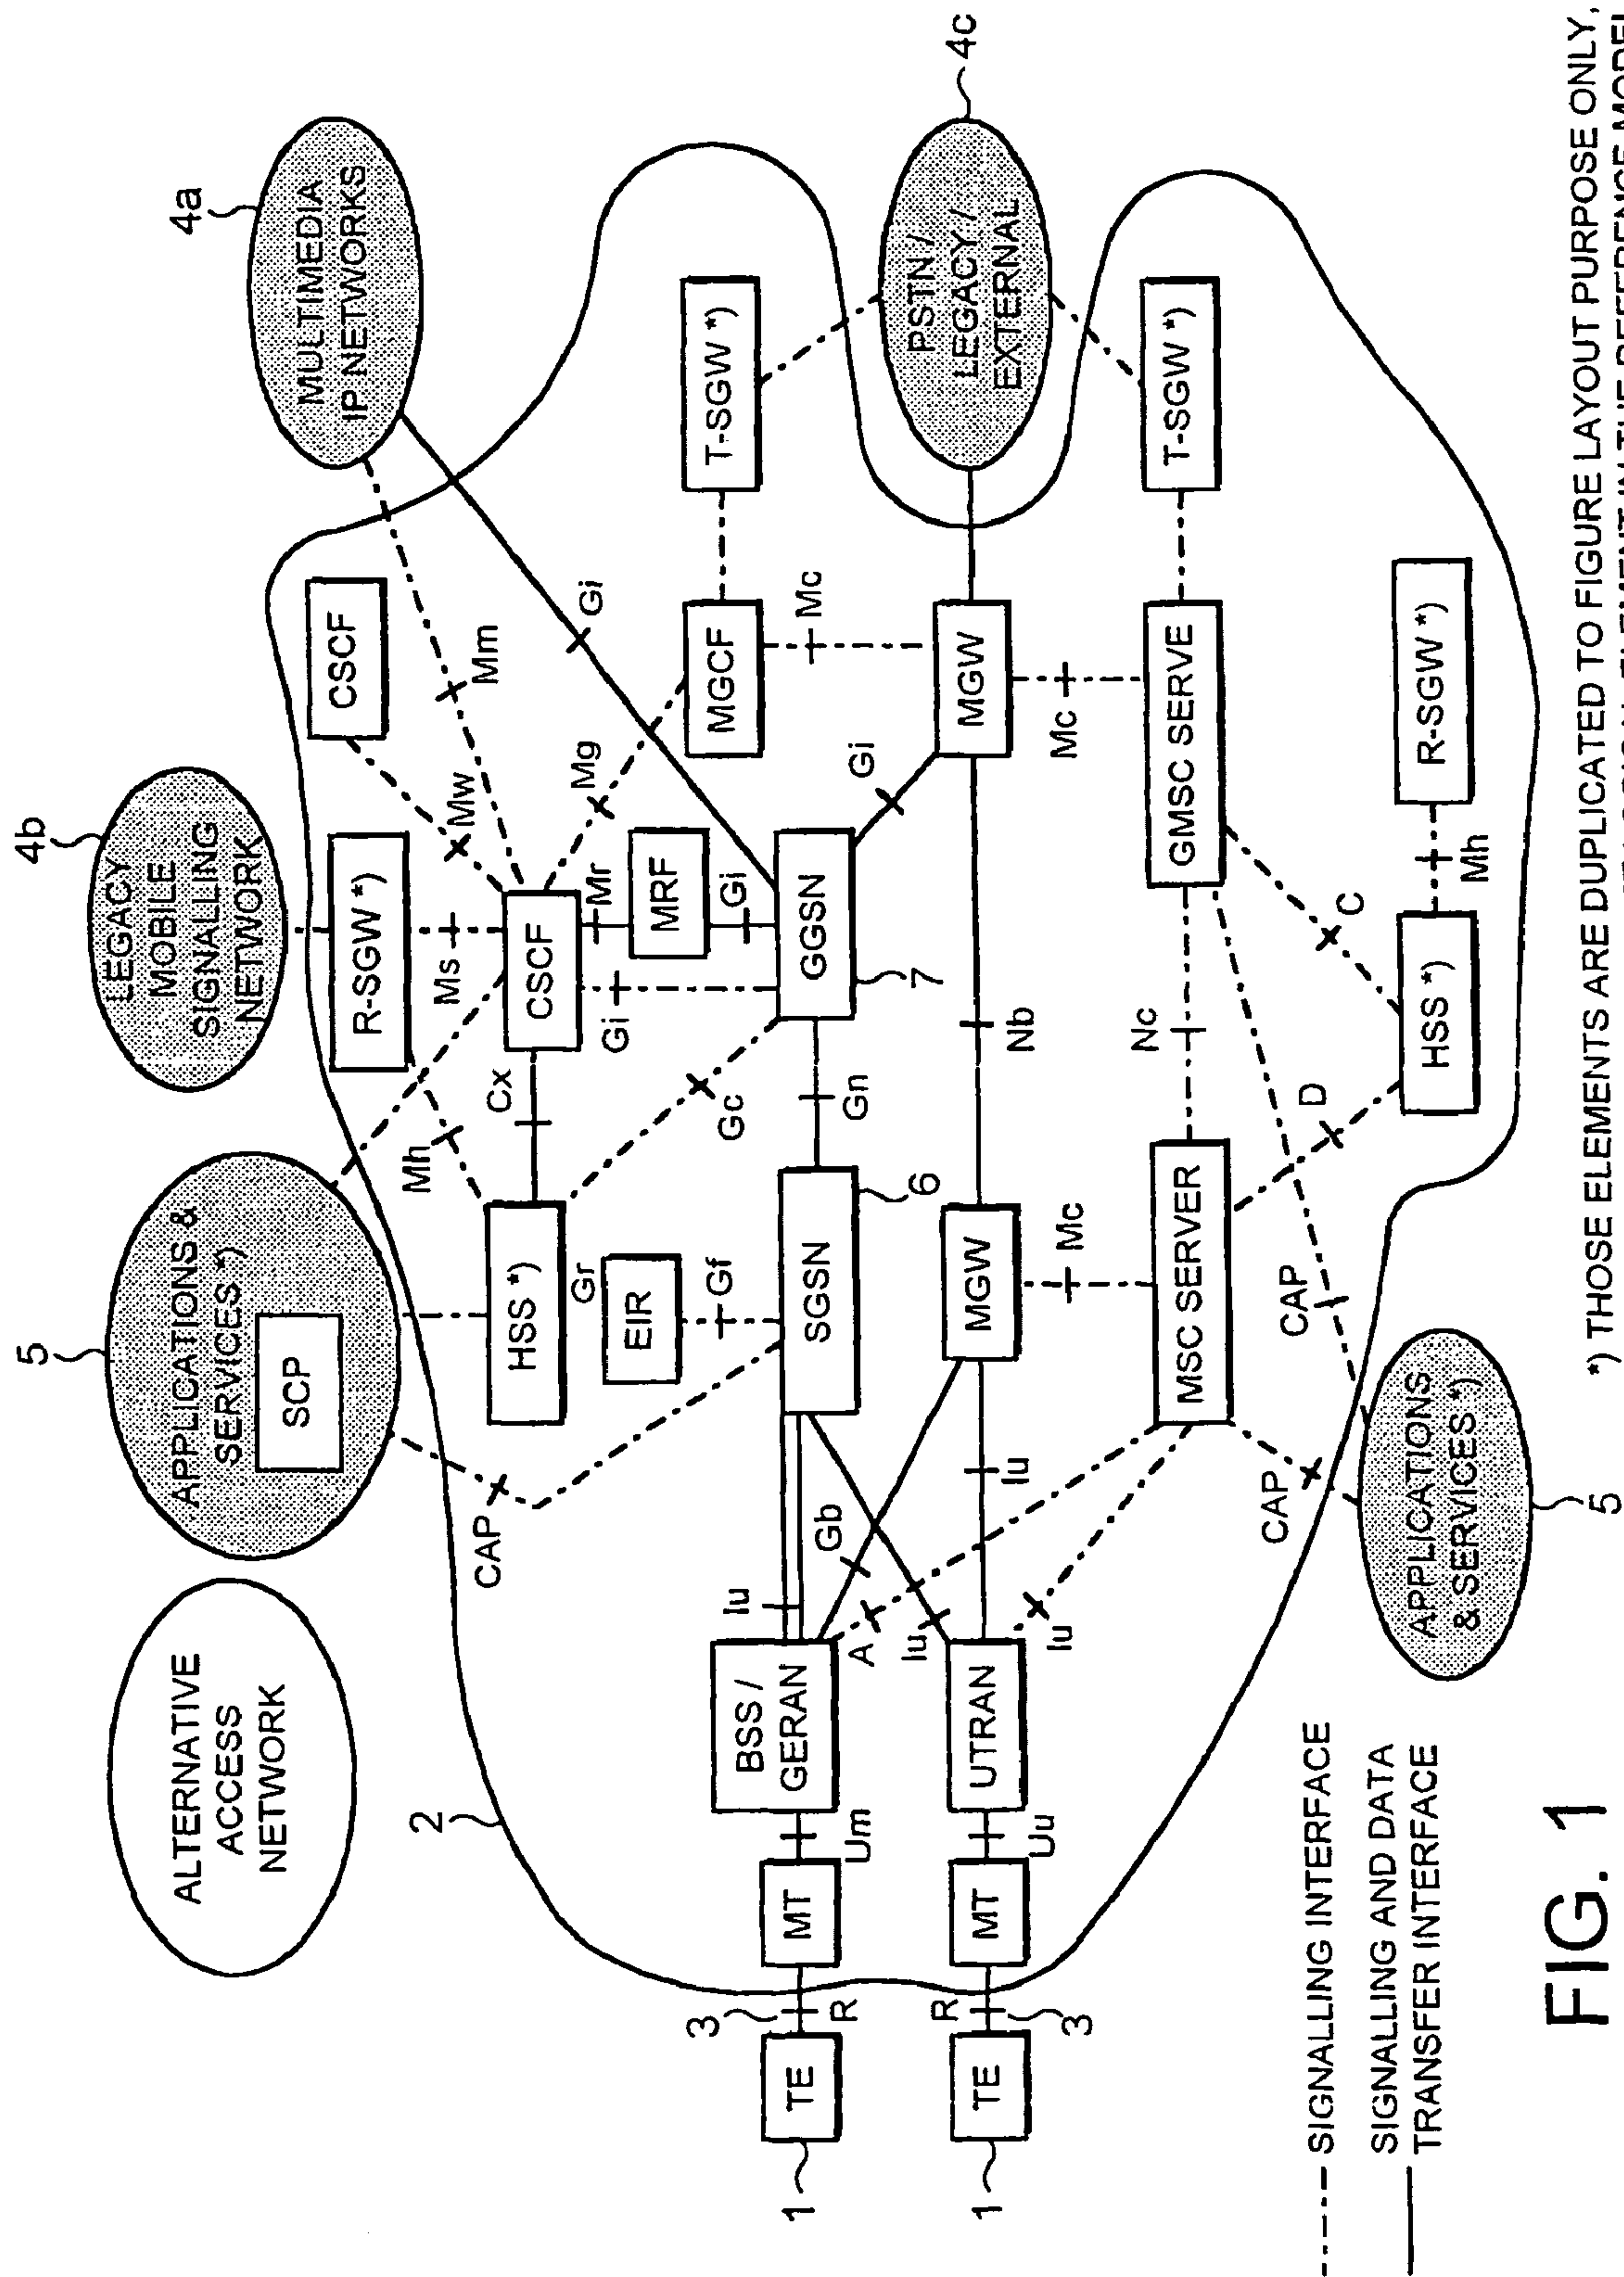 ALTERNATIVE
ACCESS
NETWORK
5
APPLICATIONS &
SERVICES *)
SCP
4b
LEGACY
MOBILE
SIGNALLING
NETWORK
4a
MULTIMEDIA
IP NETWORKS
2
CAP
Mh
R-SGW *)
Ms
CSCF
Mw
Mm
HSS *)
Cx
CSCF
Gr
EIR
Gf
Gc
Gi
Mr
MRF
Gi
Mg
Gi
MGCF
T-SGW *)
Mc
3
1
TE
R
MT
Um
BSS /
GERAN
Iu
Gb
A
Iu
SGSN
6
Gn
GGSN
7
Gi
1
TE
R
3
MT
Uu
UTRAN
Iu
Iu
MGW
Nb
MGW
PSTN /
LEGACY /
EXTERNAL
4c
Mc
Mc
MSC SERVER
Nc
GMSC SERVE
T-SGW *)
CAP
CAP
D
C
HSS *)
Mh
R-SGW *)
APPLICATIONS
& SERVICES *)
5
SIGNALLING INTERFACE
SIGNALLING AND DATA
TRANSFER INTERFACE
*) THOSE ELEMENTS ARE DUPLICATED TO FIGURE LAYOUT PURPOSE ONLY,
FIG. 1